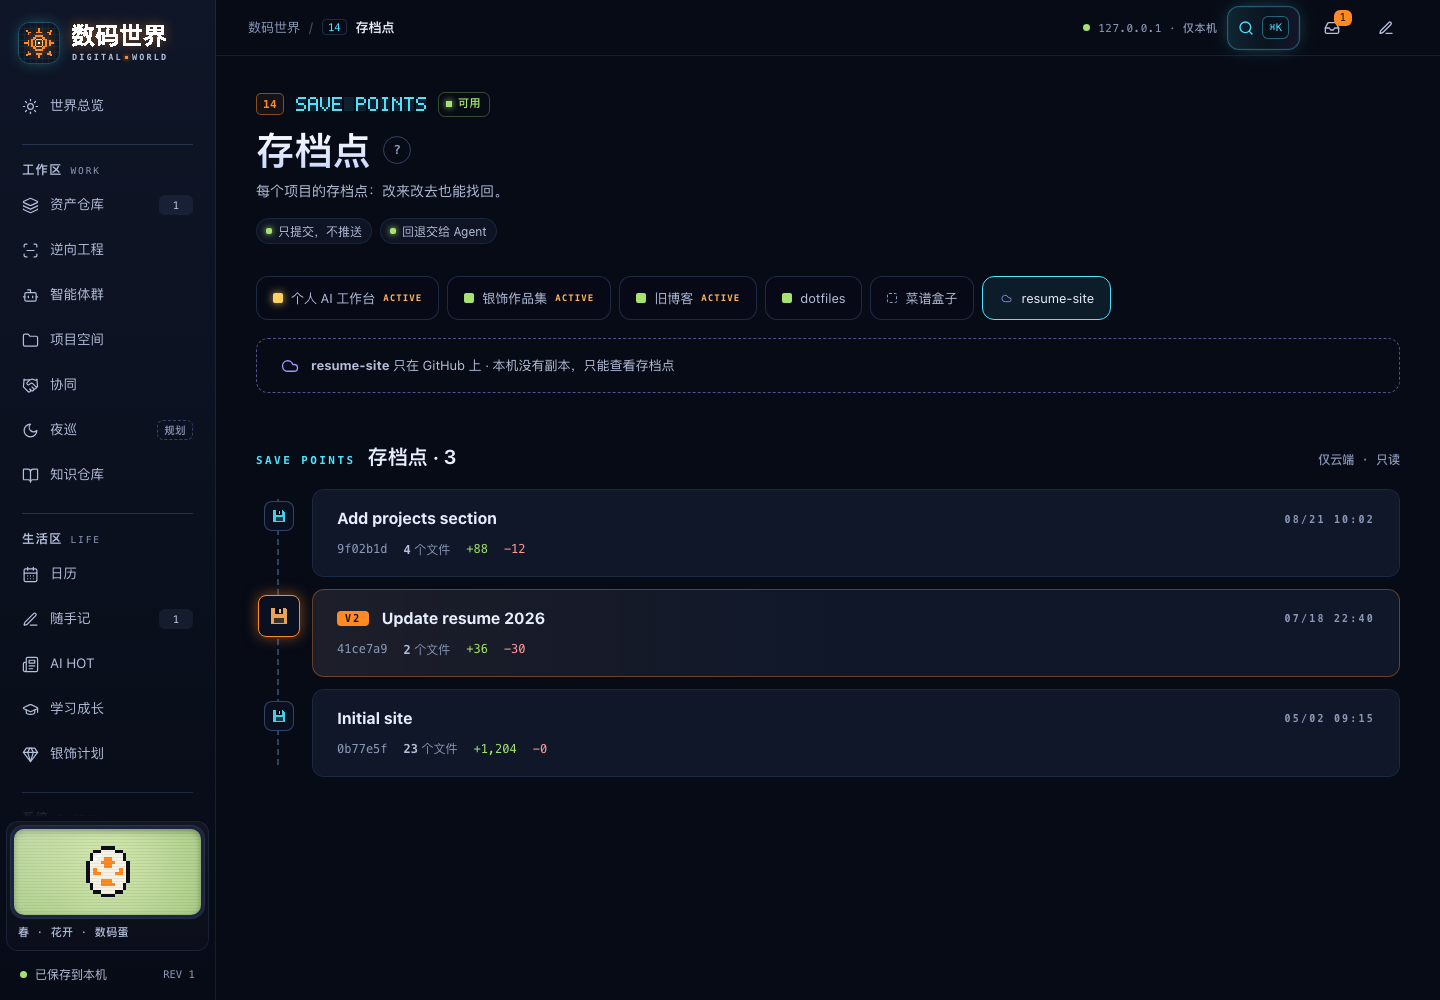 数码世界
DIGITAL WORLD
世界总览
工作区 WORK
资产仓库 1
逆向工程
智能体群
项目空间
协同
夜巡 规划
知识仓库
生活区 LIFE
日历
随手记 1
AI HOT
学习成长
银饰计划
春 · 花开 · 数码蛋
已保存到本机 REV 1
数码世界 / 14 存档点
127.0.0.1 · 仅本机 ⌘K 1
14 SAVE POINTS 可用
存档点 ?
每个项目的存档点：改来改去也能找回。
只提交，不推送 回退交给 Agent
个人 AI 工作台 ACTIVE 银饰作品集 ACTIVE 旧博客 ACTIVE dotfiles 菜谱盒子 resume-site
resume-site 只在 GitHub 上 · 本机没有副本，只能查看存档点
SAVE POINTS 存档点 · 3 仅云端 · 只读
Add projects section 08/21 10:02
9f02b1d 4 个文件 +88 −12
V2 Update resume 2026 07/18 22:40
41ce7a9 2 个文件 +36 −30
Initial site 05/02 09:15
0b77e5f 23 个文件 +1,204 −0